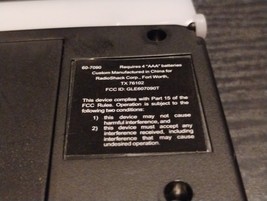 60-7090 Requires 4 "AAA" batteries
Custom Manufactured in China for
RadioShack Corp., Fort Worth,
TX 76102
FCC ID: GLE607090T
This device complies with Part 15 of the
FCC Rules. Operation is subject to the
following two conditions:
1) this device may not cause
harmful interference, and
2) this device must accept any
interference received, including
interference that may cause
undesired operation.